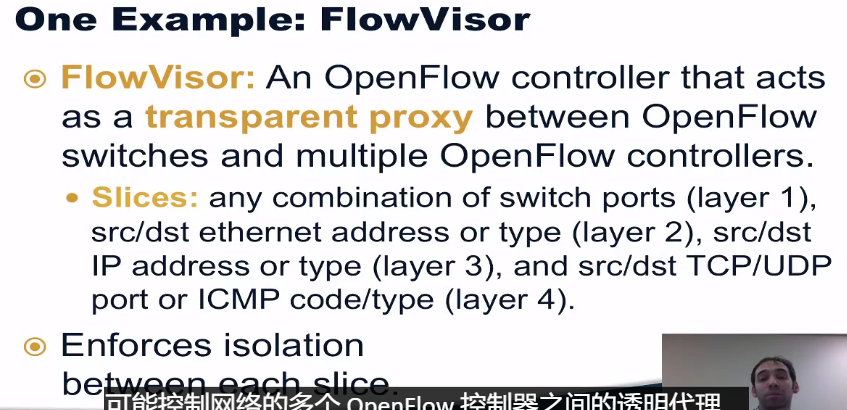 One Example: FlowVisor
FlowVisor: An OpenFlow controller that acts
as a transparent proxy between OpenFlow
switches and multiple OpenFlow controllers.
Slices: any combination of switch ports (layer 1),
src/dst ethernet address or type (layer 2), src/dst
IP address or type (layer 3), and src/dst TCP/UDP
port or ICMP code/type (layer 4).
Enforces isolation
between each slice.
可能控制网络的多个 OpenFlow 控制器之间的透明代理